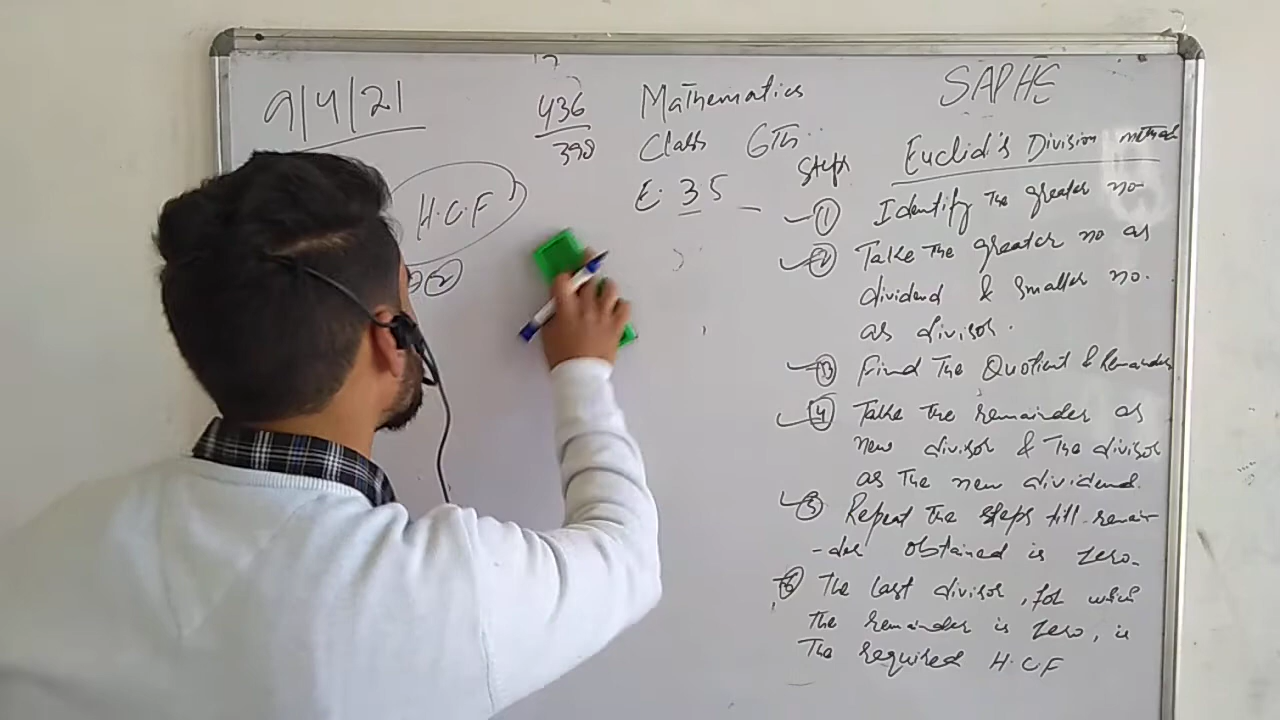 9/4/21
436
398
H.C.F
2
Mathematics
Class 6Th
E. 35
SAPHE
Euclid's Division method
Steps
1 Identify The greater no
2 Take The greater no as
dividend & smaller no.
as divisor.
3 Find The Quotient & Remainder
4 Take The remainder as
new divisor & The divisor
as The new dividend.
5 Repeat The steps till remain-
-der obtained is zero.
6 The last divisor, for which
The remainder is zero, is
The required H.C.F